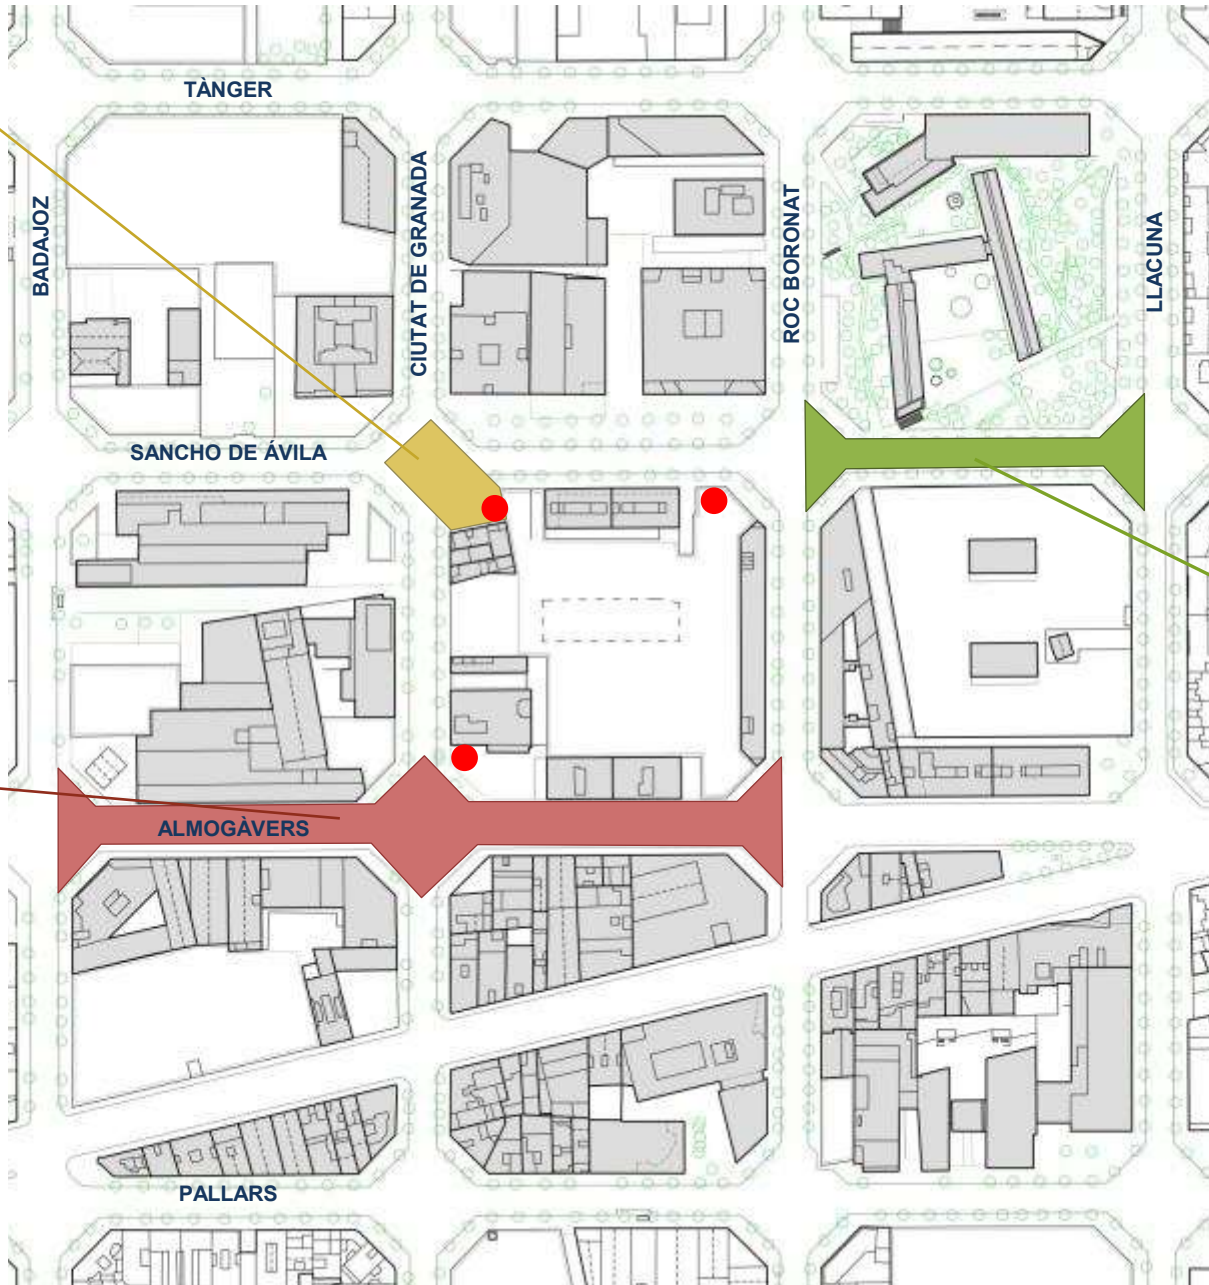 TÀNGER
BADAJOZ
CIUTAT DE GRANADA
ROC BORONAT
LLACUNA
SANCHO DE ÁVILA
ALMOGÀVERS
PALLARS